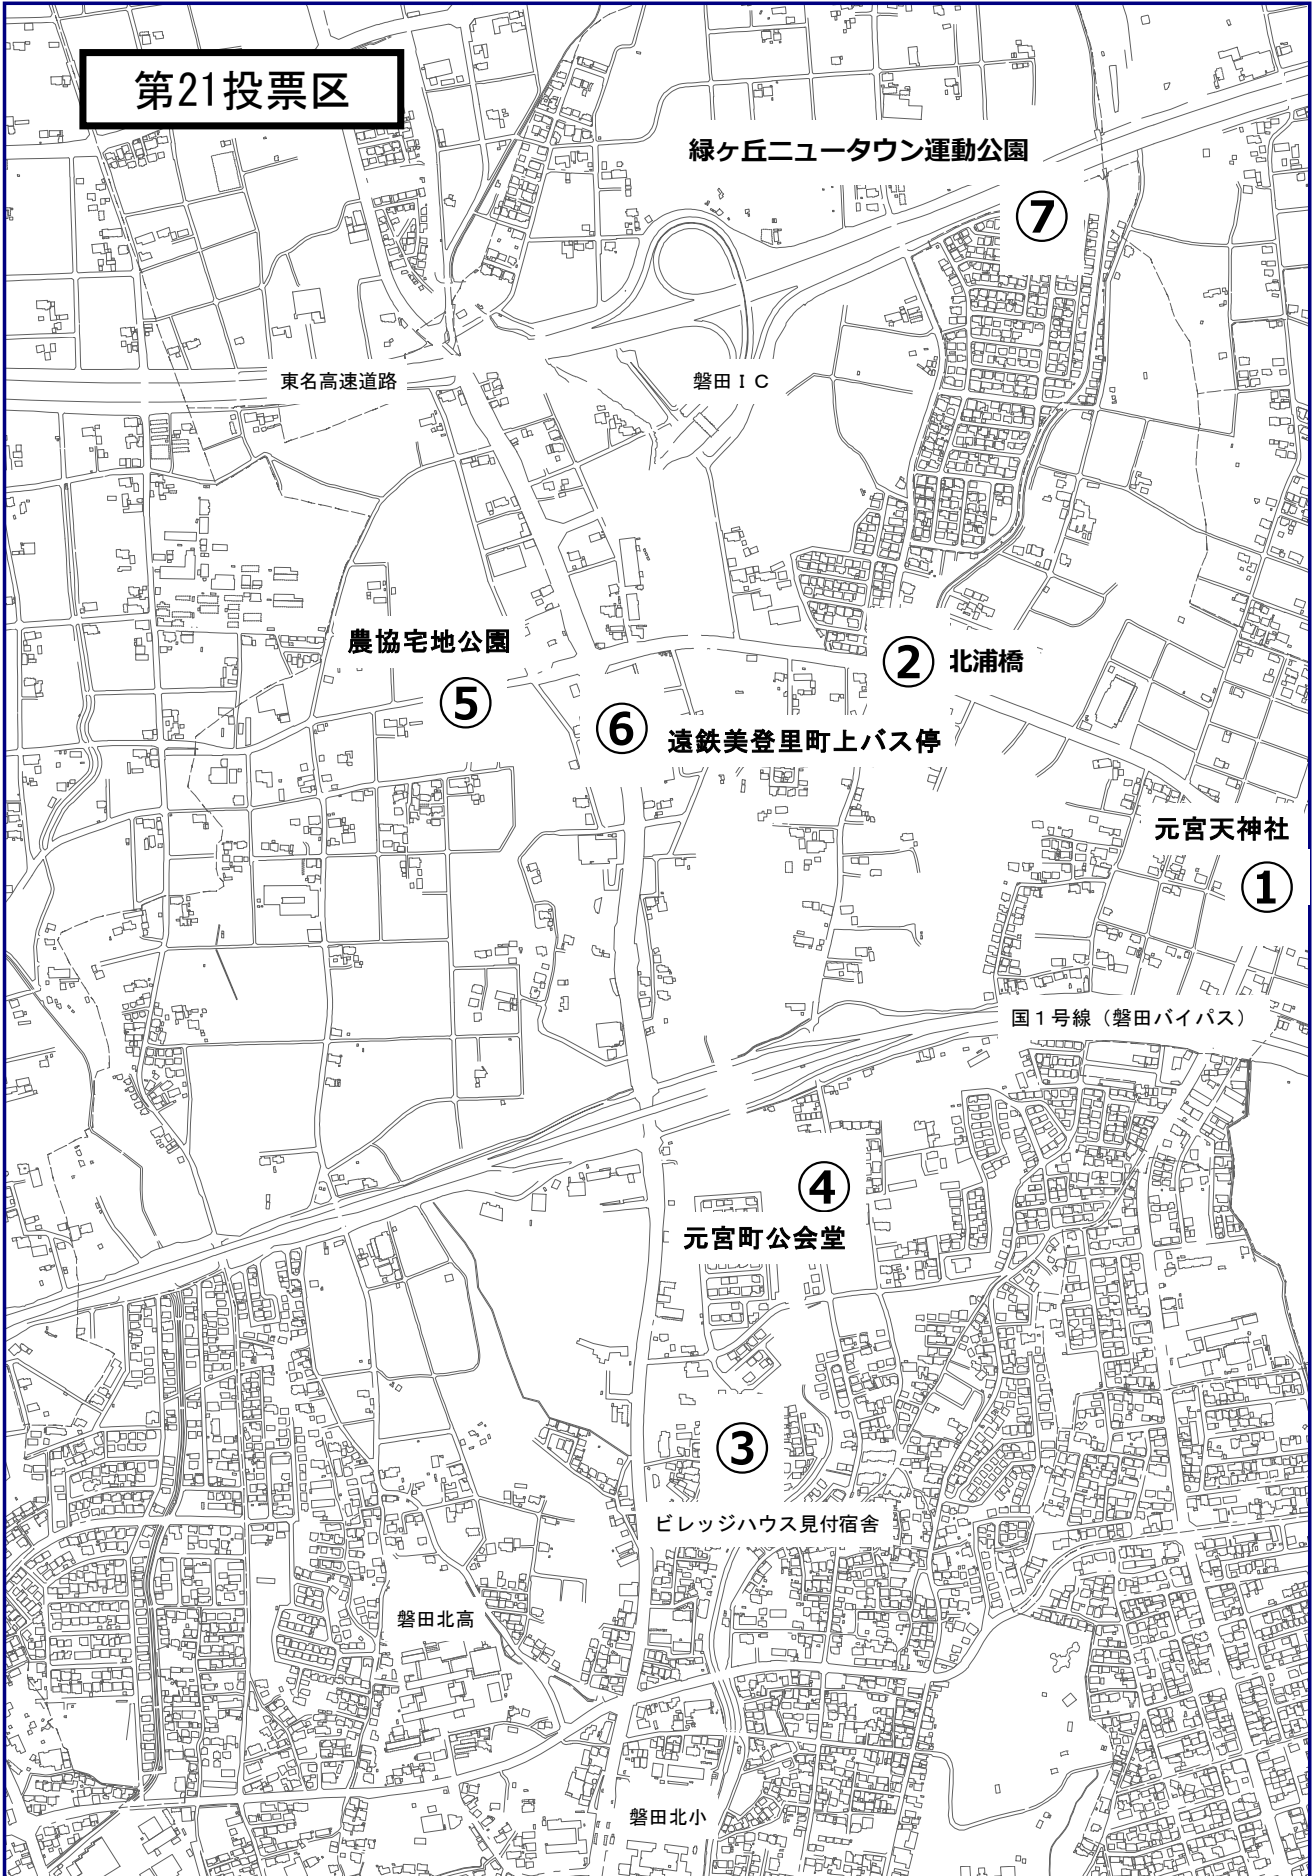 第21投票区
緑ヶ丘ニュータウン運動公園
⑦
東名高速道路
磐田IC
農協宅地公園
② 北浦橋
⑤
⑥ 遠鉄美登里町上バス停
元宮天神社
①
国1号線（磐田バイパス）
④
元宮町公会堂
③
ビレッジハウス見付宿舎
磐田北高
磐田北小